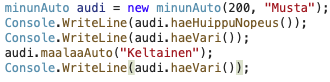 minunAuto audi = new minunAuto(200, "Musta");
Console.WriteLine(audi.haeHuippuNopeus());
Console.WriteLine(audi.haeVari());
audi.maalaaAuto("Keltainen");
Console.WriteLine(audi.haeVari());